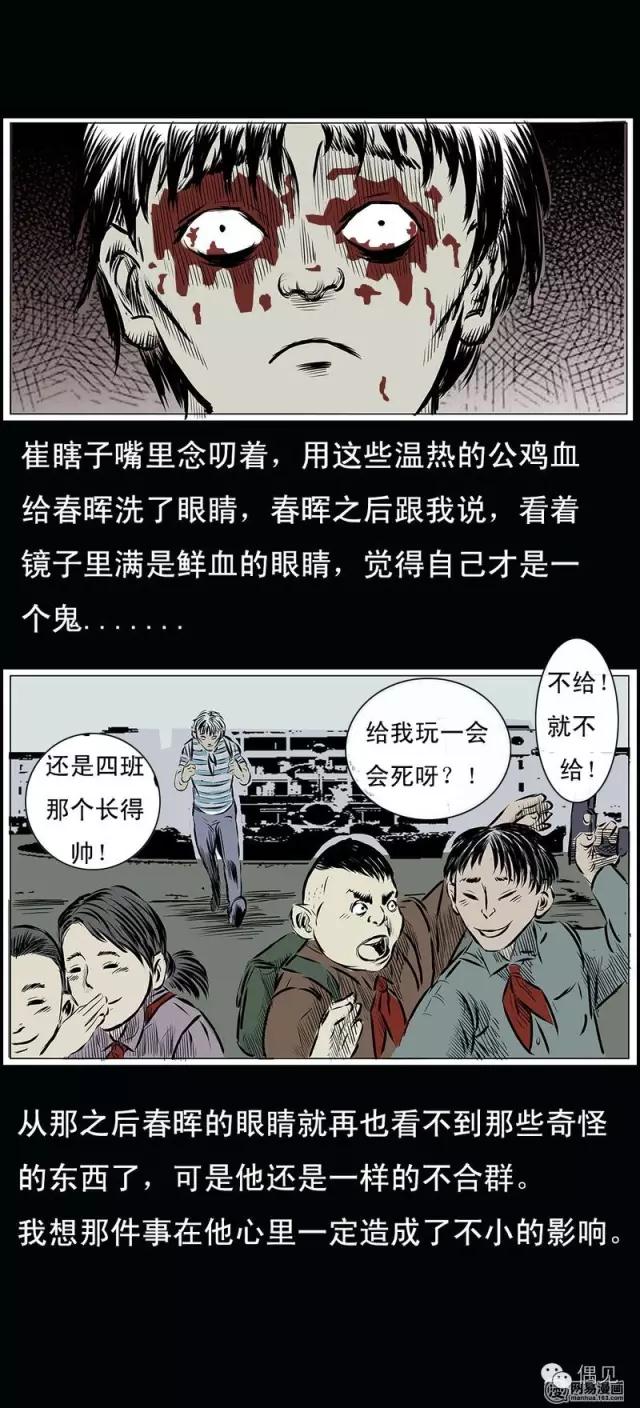 崔瞎子嘴里念叨着，用这些温热的公鸡血
给春晖洗了眼睛，春晖之后跟我说，看着
镜子里满是鲜血的眼睛，觉得自己才是一
个鬼.......
还是四班
那个长得
帅！
给我玩一会
会死呀？！
不给！
就不
给！
从那之后春晖的眼睛就再也看不到那些奇怪
的东西了，可是他还是一样的不合群。
我想那件事在他心里一定造成了不小的影响。
偶见
网易漫画
manhua.163.com